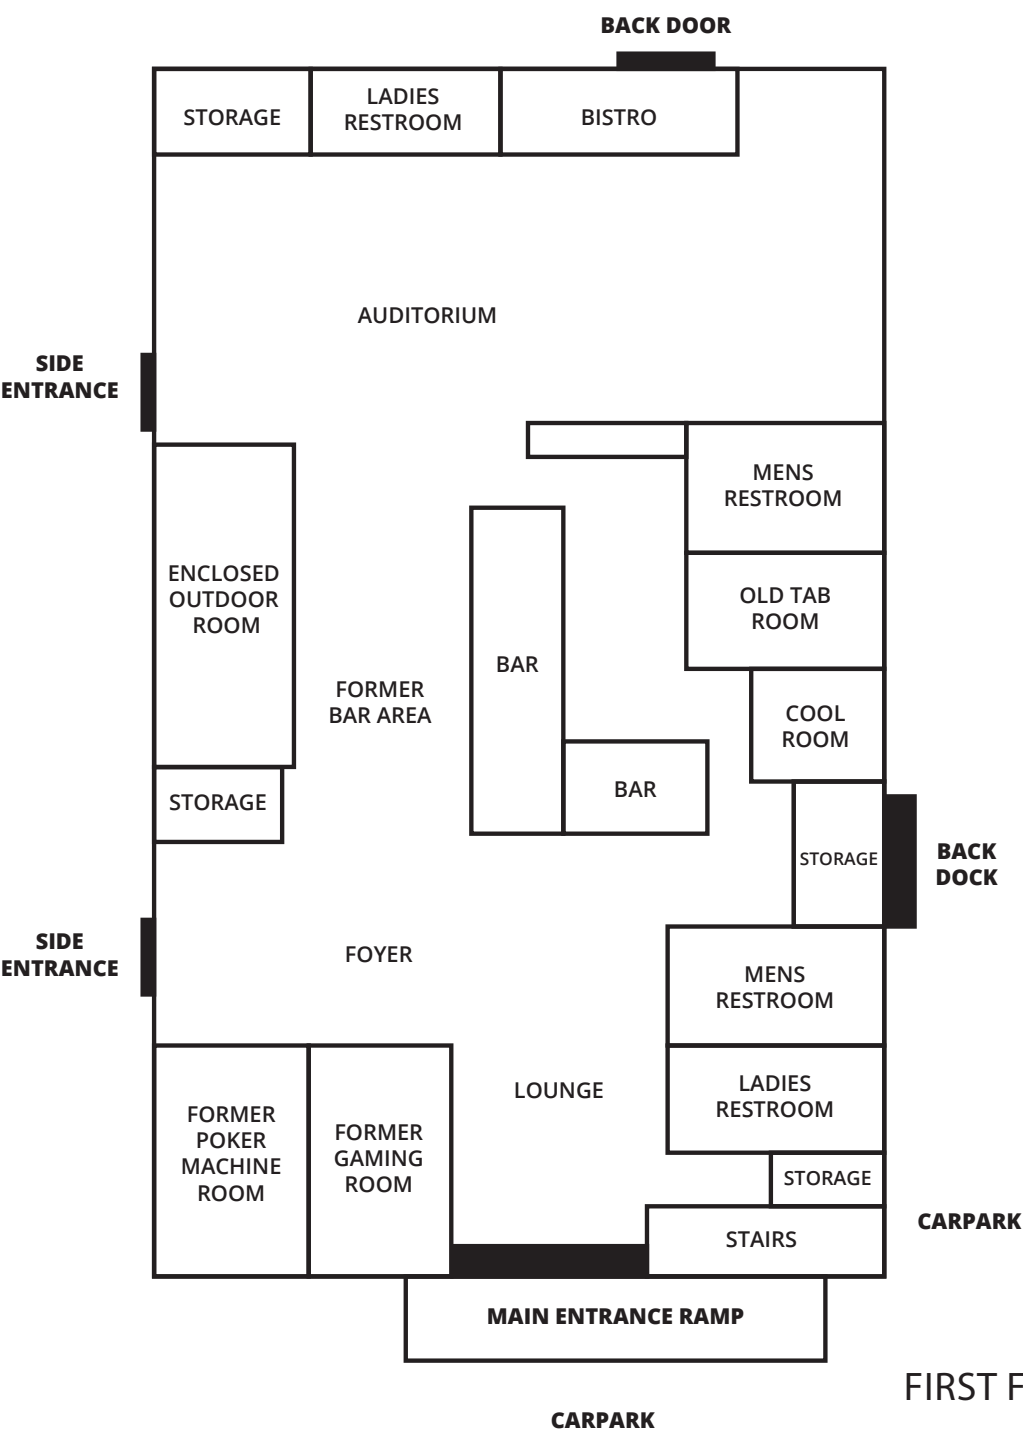 BACK DOOR
STORAGE
LADIES
RESTROOM
BISTRO
AUDITORIUM
SIDE
ENTRANCE
MENS
RESTROOM
ENCLOSED
OUTDOOR
ROOM
OLD TAB
ROOM
BAR
FORMER
BAR AREA
COOL
ROOM
BAR
STORAGE
STORAGE
BACK
DOCK
SIDE
ENTRANCE
FOYER
MENS
RESTROOM
LOUNGE
LADIES
RESTROOM
FORMER
POKER
MACHINE
ROOM
FORMER
GAMING
ROOM
STORAGE
CARPARK
STAIRS
MAIN ENTRANCE RAMP
FIRST F
CARPARK